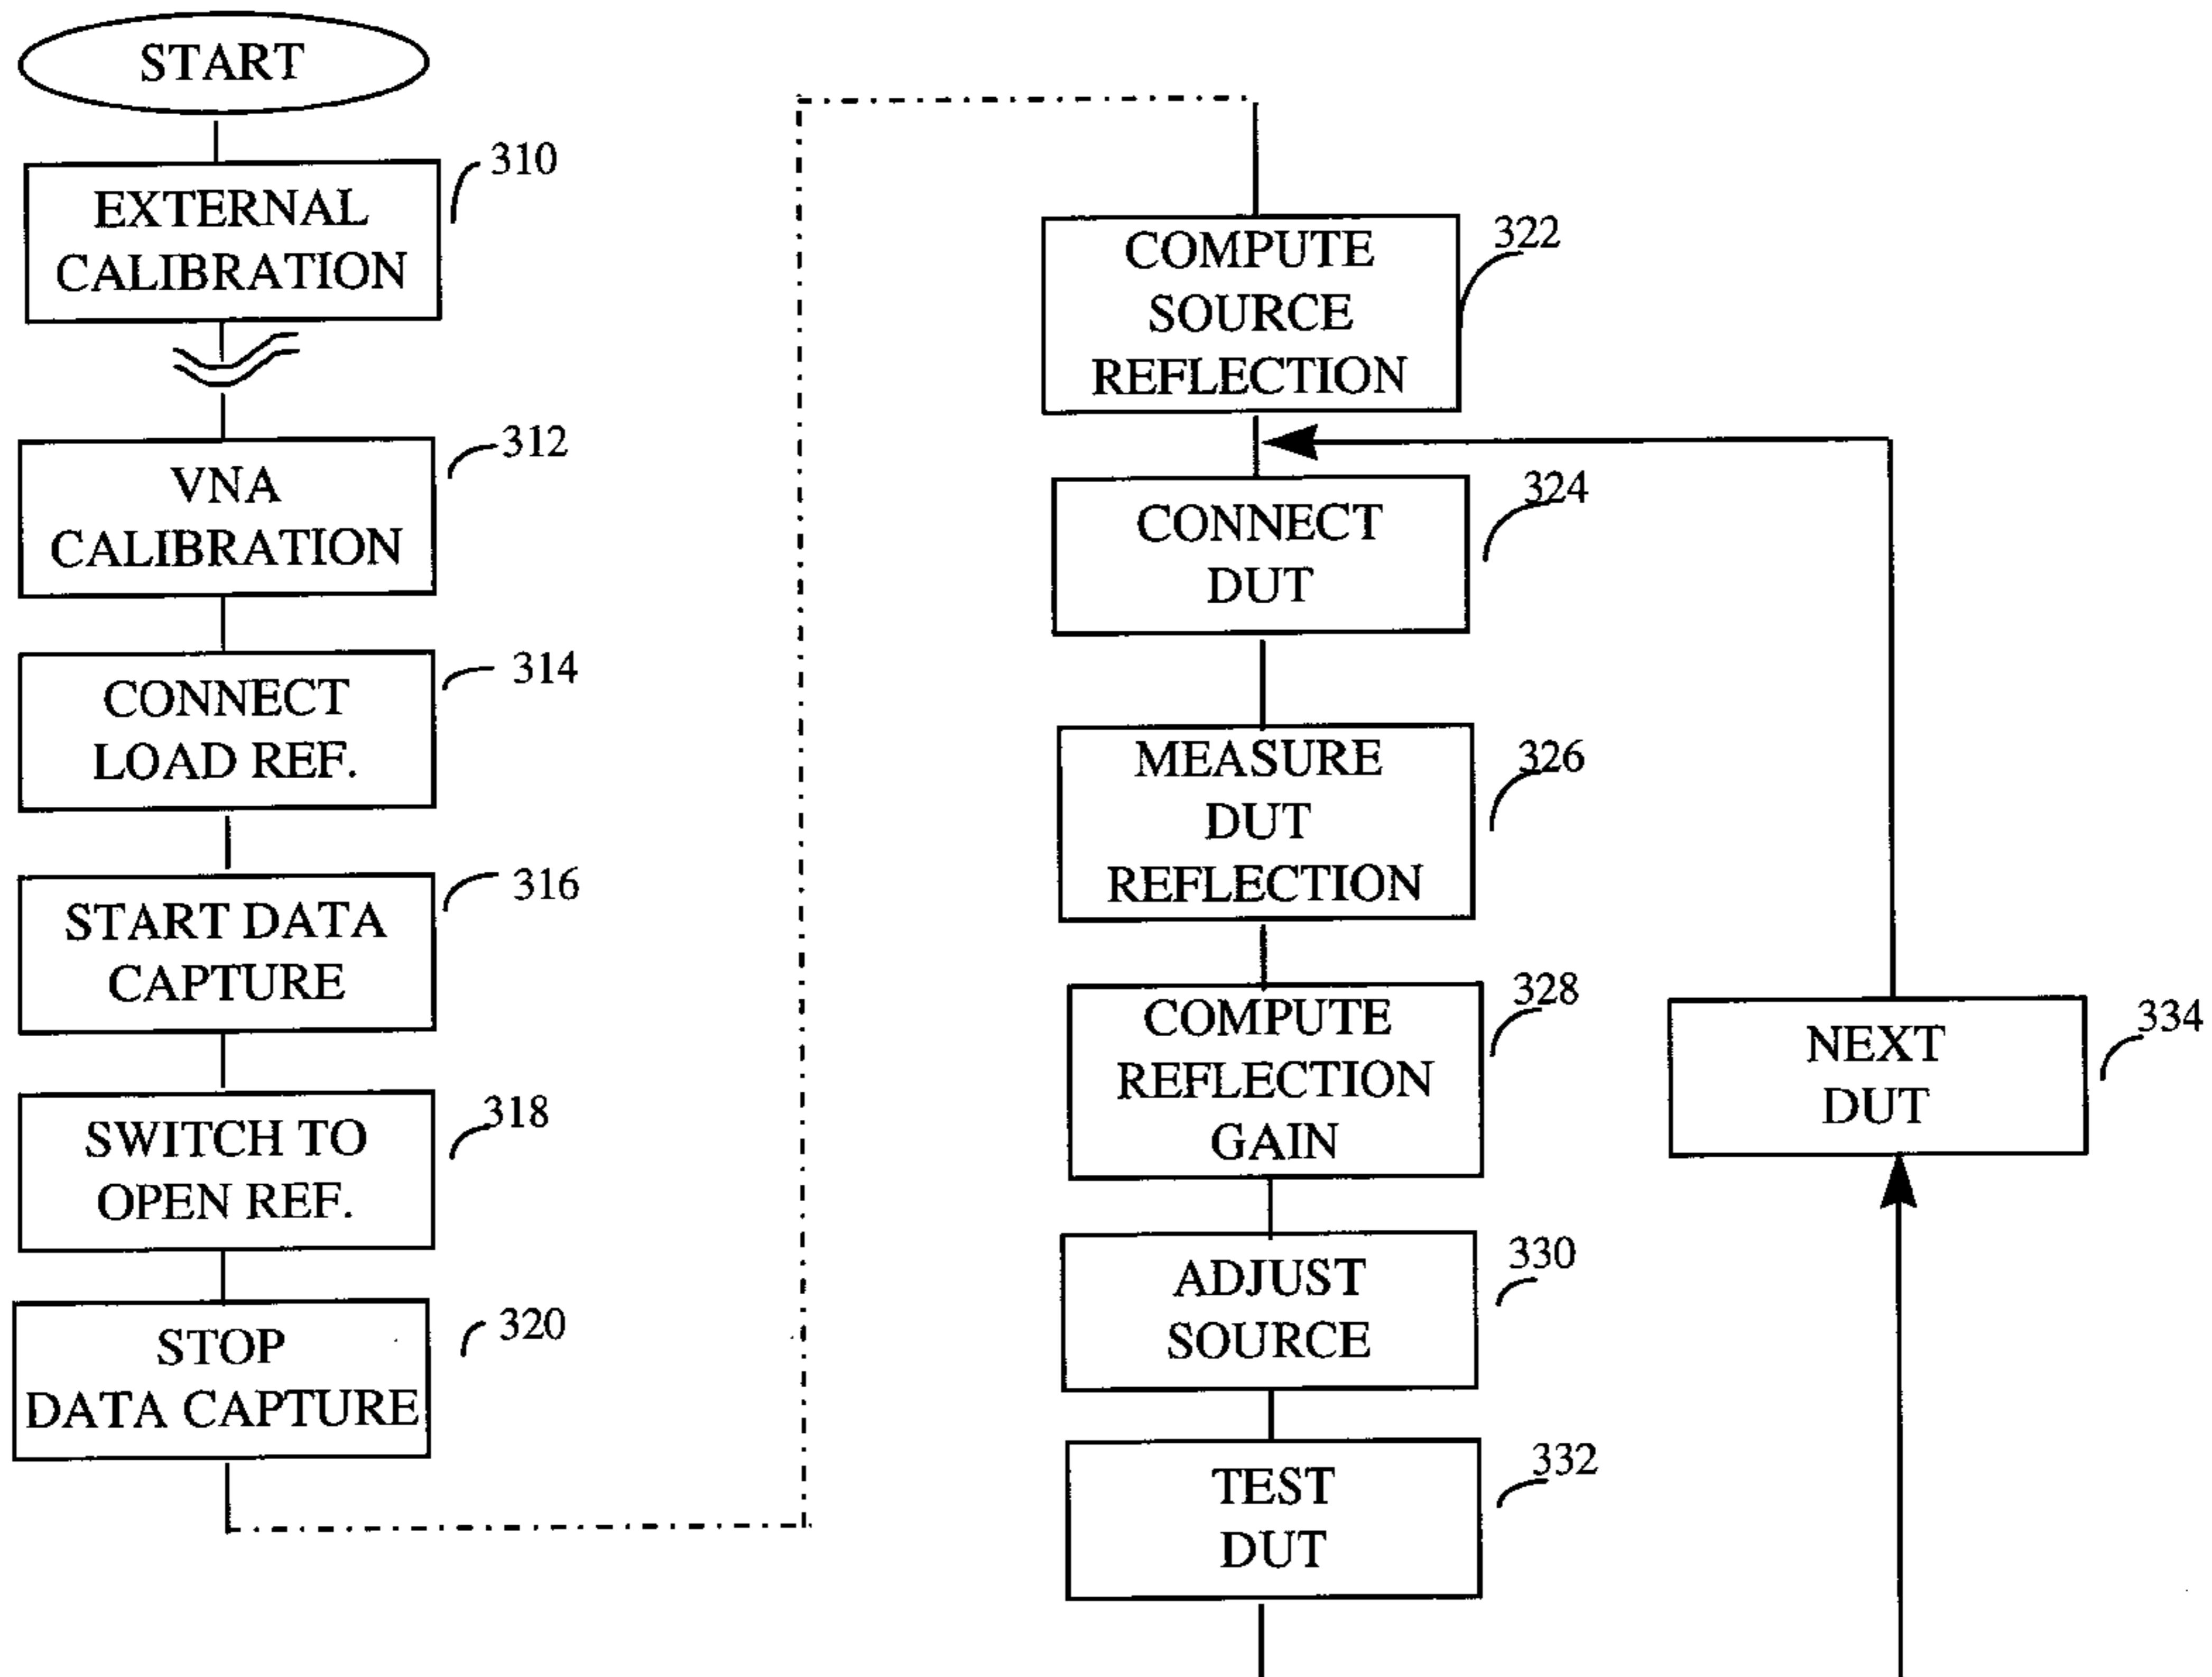 START
310
EXTERNAL
CALIBRATION
312
VNA
CALIBRATION
314
CONNECT
LOAD REF.
316
START DATA
CAPTURE
318
SWITCH TO
OPEN REF.
320
STOP
DATA CAPTURE
322
COMPUTE
SOURCE
REFLECTION
324
CONNECT
DUT
326
MEASURE
DUT
REFLECTION
328
COMPUTE
REFLECTION
GAIN
330
ADJUST
SOURCE
332
TEST
DUT
334
NEXT
DUT